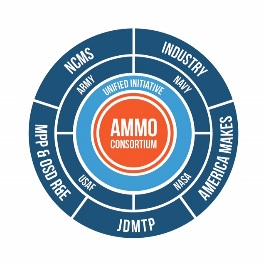 NCMS
INDUSTRY
ARMY
NAVY
UNIFIED INITIATIVE
AMMO
CONSORTIUM
MPP & OSD R&E
AMERICA MAKES
USAF
NASA
JDMTP